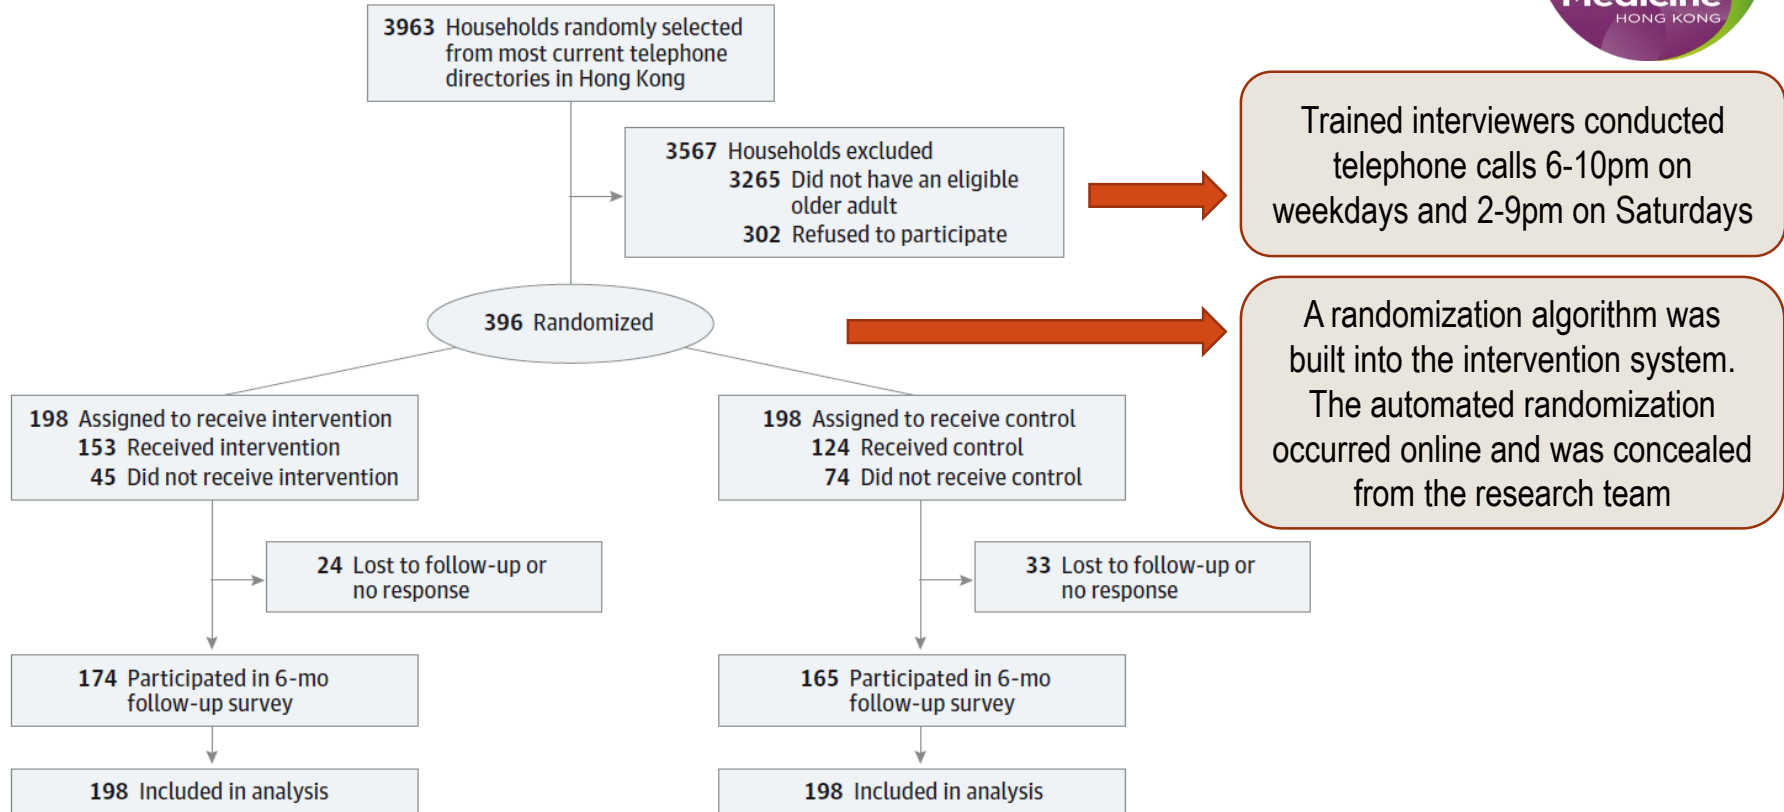 3963 Households randomly selected
from most current telephone
directories in Hong Kong
Medicine
HONG KONG
3567 Households excluded
3265 Did not have an eligible
older adult
302 Refused to participate
Trained interviewers conducted
telephone calls 6-10pm on
weekdays and 2-9pm on Saturdays
396 Randomized
A randomization algorithm was
built into the intervention system.
The automated randomization
occurred online and was concealed
from the research team
198 Assigned to receive intervention
153 Received intervention
45 Did not receive intervention
198 Assigned to receive control
124 Received control
74 Did not receive control
24 Lost to follow-up or
no response
33 Lost to follow-up or
no response
174 Participated in 6-mo
follow-up survey
165 Participated in 6-mo
follow-up survey
198 Included in analysis
198 Included in analysis